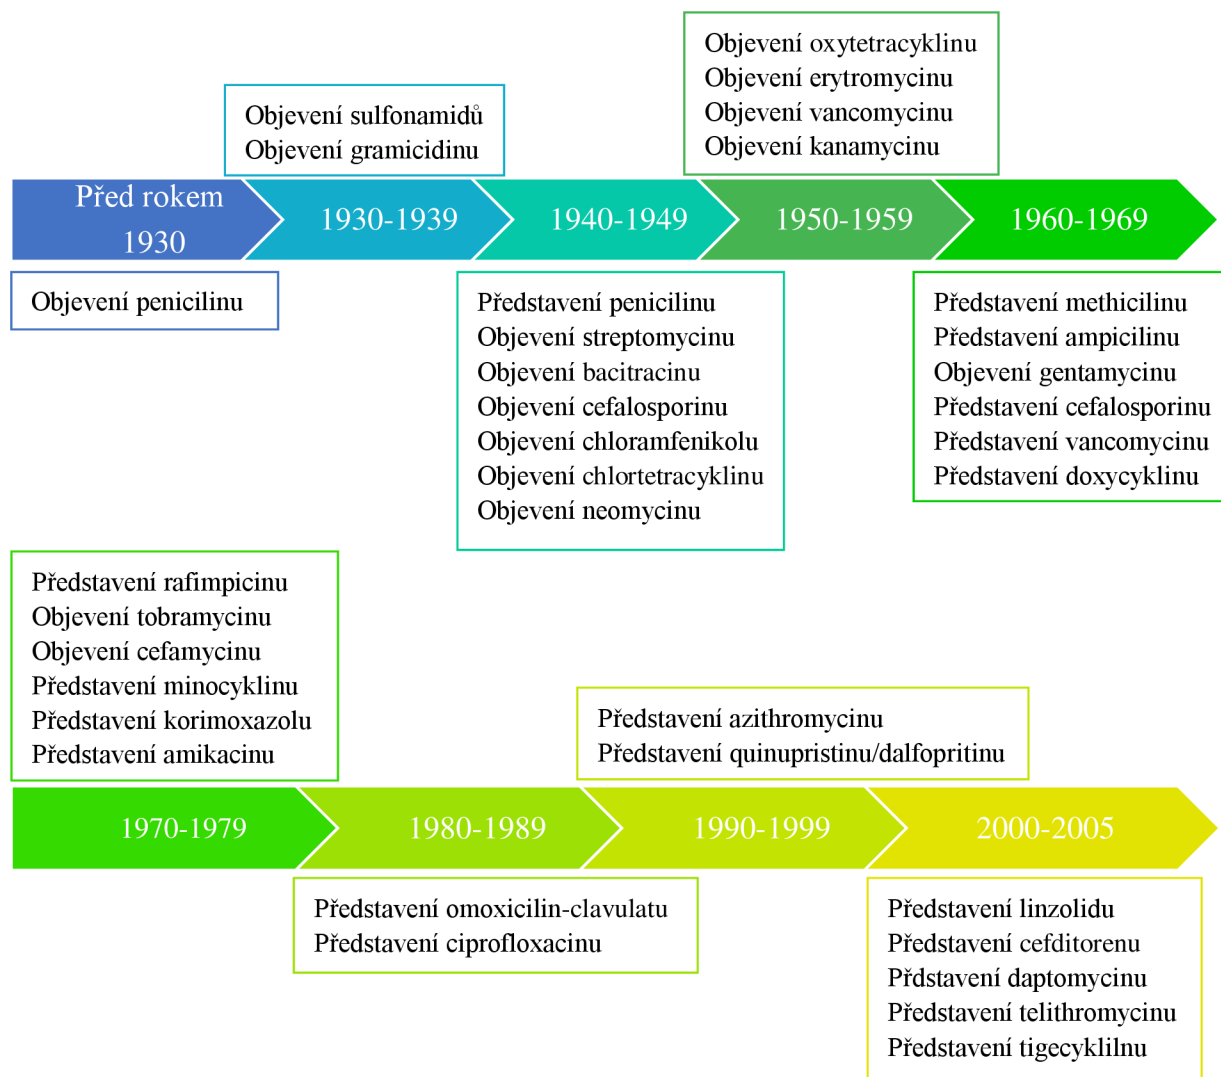 Před rokem
1930
Objevení penicilinu
1930-1939
Objevení sulfonamidů
Objevení gramicidinu
1940-1949
Představení penicilinu
Objevení streptomycinu
Objevení bacitracinu
Objevení cefalosporinu
Objevení chloramfenikolu
Objevení chlortetracyklinu
Objevení neomycinu
1950-1959
Objevení oxytetracyklinu
Objevení erytromycinu
Objevení vancomycinu
Objevení kanamycinu
1960-1969
Představení methicilinu
Představení ampicilinu
Objevení gentamycinu
Představení cefalosporinu
Představení vancomycinu
Představení doxycyklinu
1970-1979
Představení rafimpicinu
Objevení tobramycinu
Objevení cefamycinu
Představení minocyklinu
Představení korimoxazolu
Představení amikacinu
1980-1989
Představení omoxicilin-clavulatu
Představení ciprofloxacinu
1990-1999
Představení azithromycinu
Představení quinupristinu/dalfopritinu
2000-2005
Představení linzolidu
Představení cefditorenu
Přdstavení daptomycinu
Představení telithromycinu
Představení tigecyklilnu